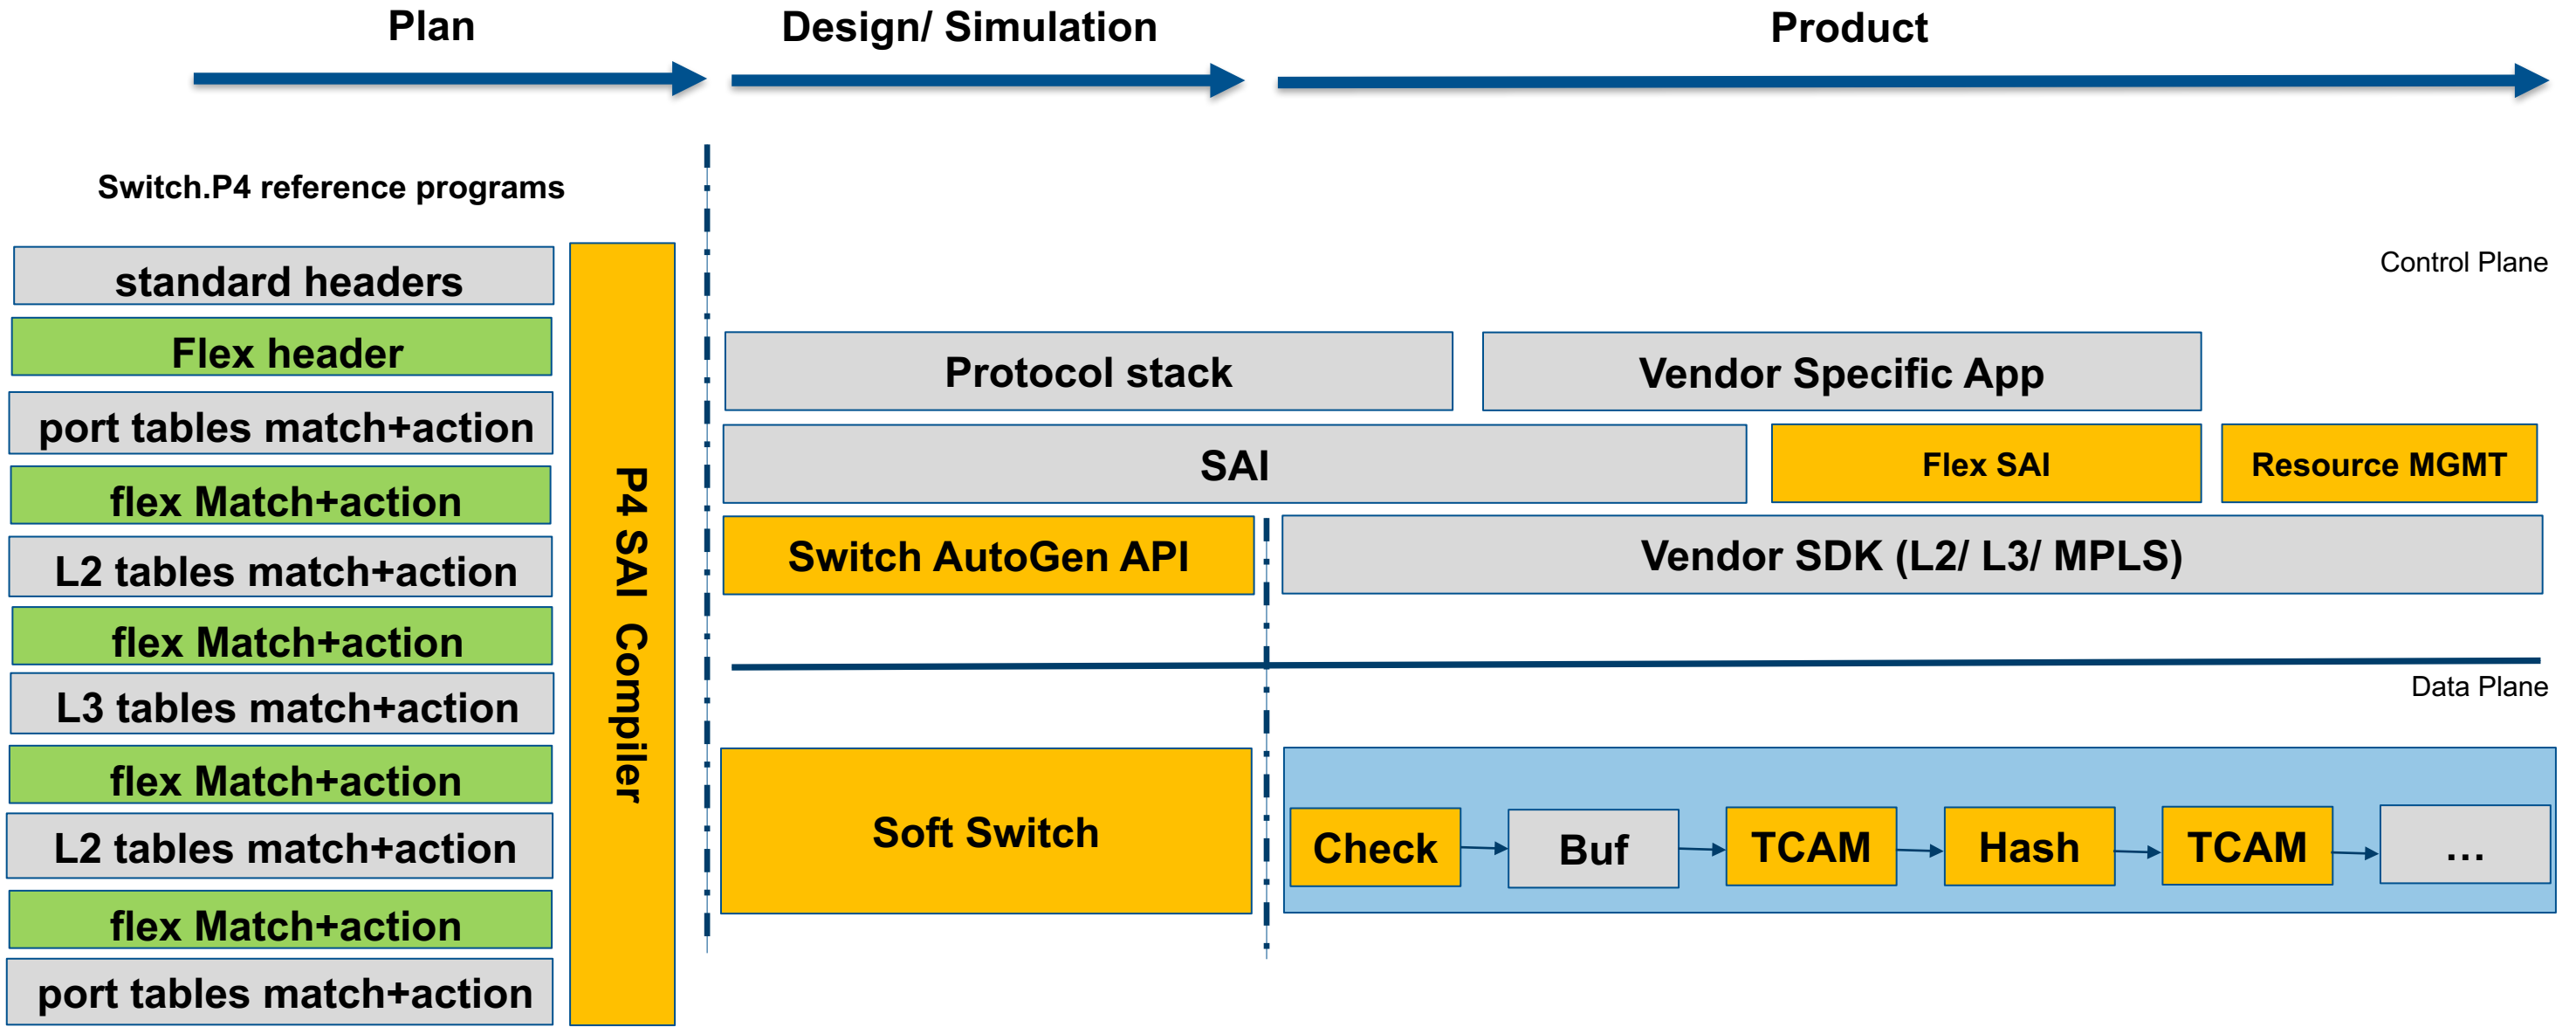 Plan
Design/ Simulation
Product
Switch.P4 reference programs
standard headers
Flex header
port tables match+action
flex Match+action
L2 tables match+action
flex Match+action
L3 tables match+action
flex Match+action
L2 tables match+action
flex Match+action
port tables match+action
P4 SAI Compiler
Control Plane
Protocol stack
Vendor Specific App
SAI
Flex SAI
Resource MGMT
Switch AutoGen API
Vendor SDK (L2/ L3/ MPLS)
Data Plane
Soft Switch
Check
Buf
TCAM
Hash
TCAM
...